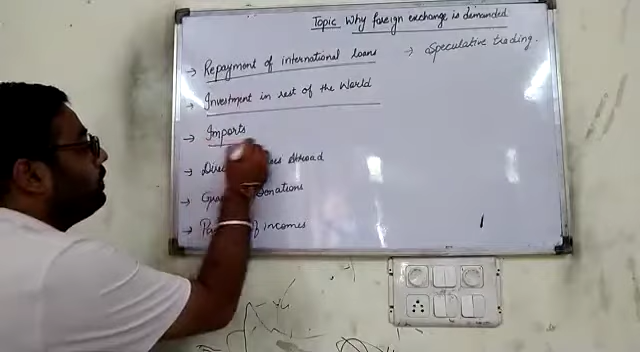 Topic Why foreign exchange is demanded
→ Repayment of international loans
→ Speculative trading.
→ Investment in rest of the World
→ Imports
→ Abroad
→ Donations
→ of incomes